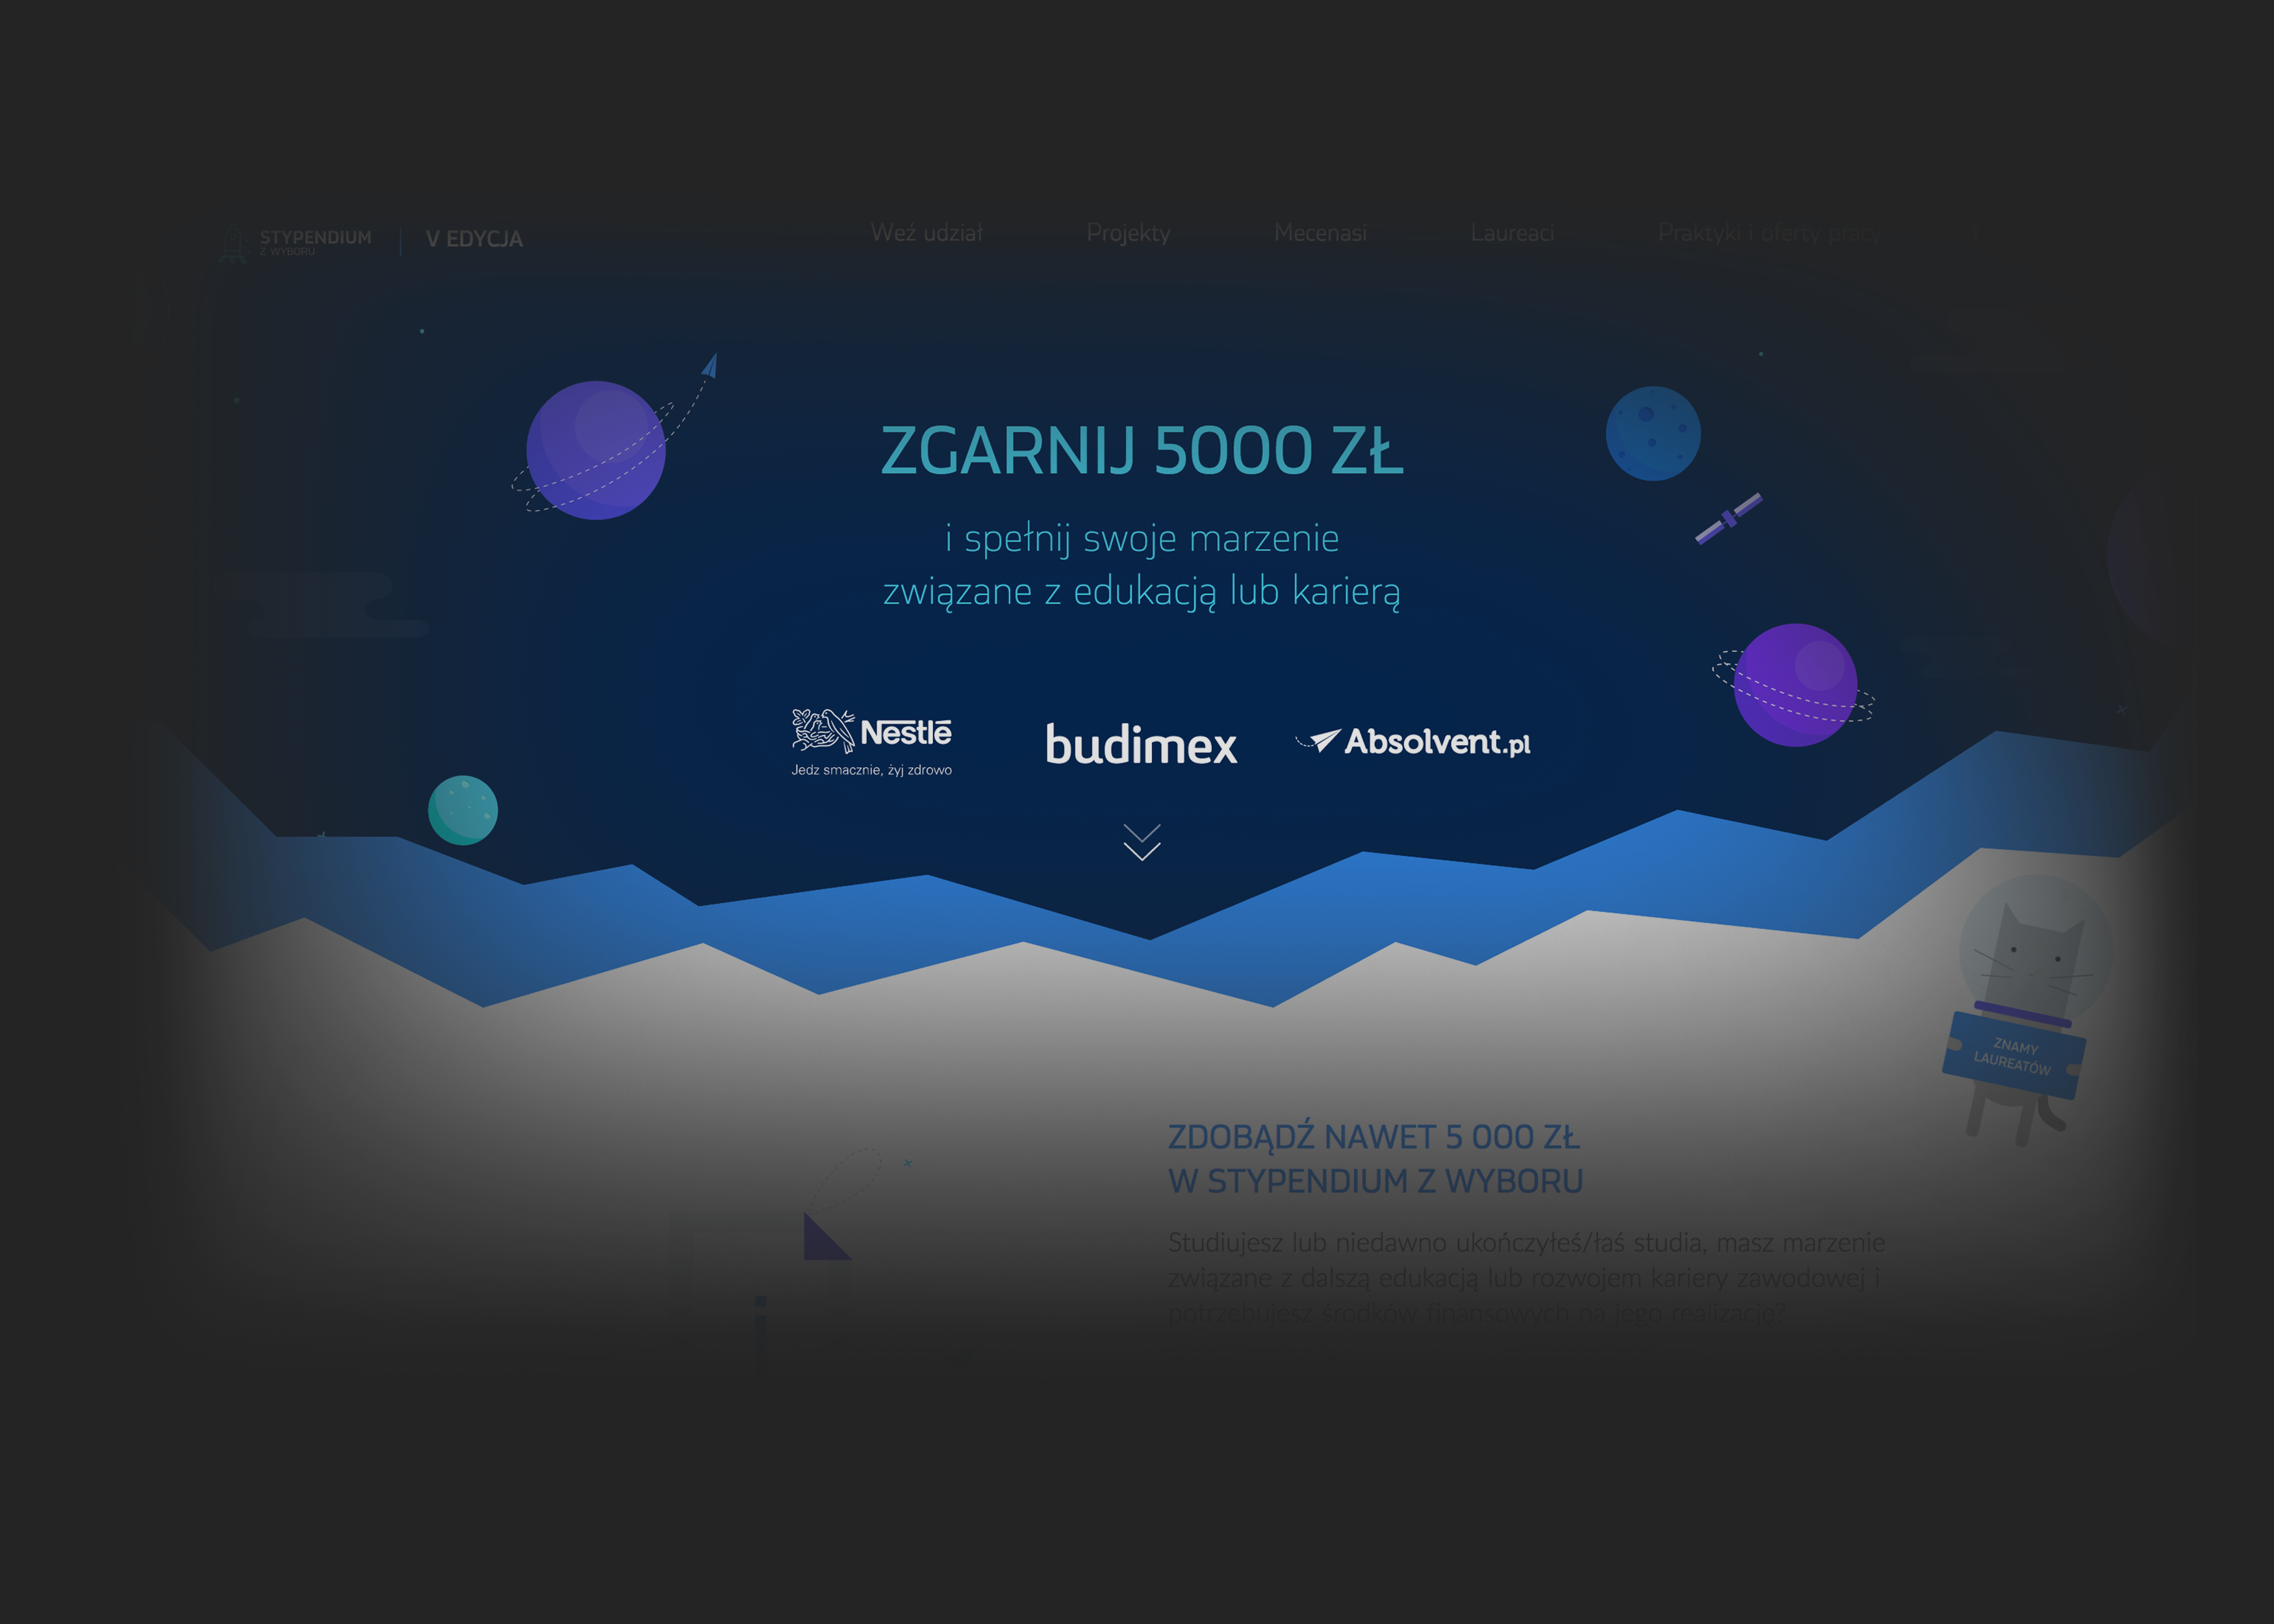 STYPENDIUM
Z WYBORU
V EDYCJA
Weź udział
Projekty
Mecenasi
Laureaci
Praktyki i oferty pracy
ZGARNIJ 5000 ZŁ
i spełnij swoje marzenie
związane z edukacją lub karierą
Nestlé
Jedz smacznie, żyj zdrowo
budimex
Absolvent.pl
ZNAMY
LAUREATÓW
ZDOBĄDŹ NAWET 5 000 ZŁ
W STYPENDIUM Z WYBORU
Studiujesz lub niedawno ukończyłeś/łaś studia, masz marzenie
związane z dalszą edukacją lub rozwojem kariery zawodowej i
potrzebujesz środków finansowych na jego realizację?